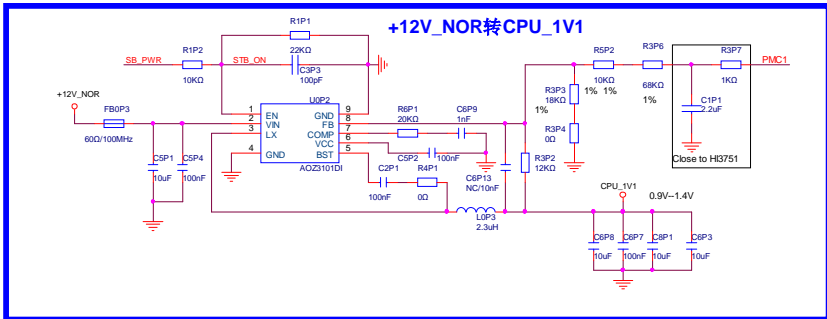 +12V_NOR转CPU_1V1
R1P1
22KΩ
R1P2
10KΩ
SB_PWR
STB_ON
C3P3
100pF
R5P2
10KΩ
1% 1%
R3P6
68KΩ
1%
R3P7
1KΩ
PMC1
C1P1
2.2uF
Close to HI3751
R3P3
18KΩ
1%
R3P4
0Ω
+12V_NOR
FB0P3
60Ω/100MHz
U0P2
1 EN
2 VIN
3 LX
4 GND
GND 9
FB 8
COMP 7
VCC 6
BST 5
AOZ3101DI
R6P1
20KΩ
C6P9
1nF
C5P2
100nF
C5P1
10uF
C5P4
100nF
C2P1
100nF
R4P1
0Ω
C6P13
NC/10nF
R3P2
12KΩ
L0P3
2.3uH
CPU_1V1
0.9V--1.4V
C6P8
10uF
C6P7
100nF
C8P1
10uF
C6P3
10uF